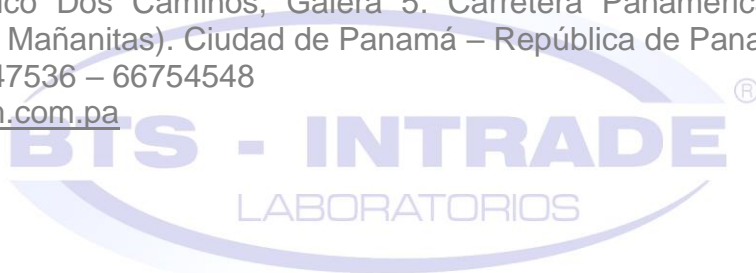 ico Dos Caminos, Galera 5. Carretera Panameric
Mañanitas). Ciudad de Panamá – República de Pana
47536 – 66754548
n.com.pa
®
BTS - INTRADE
LABORATORIOS